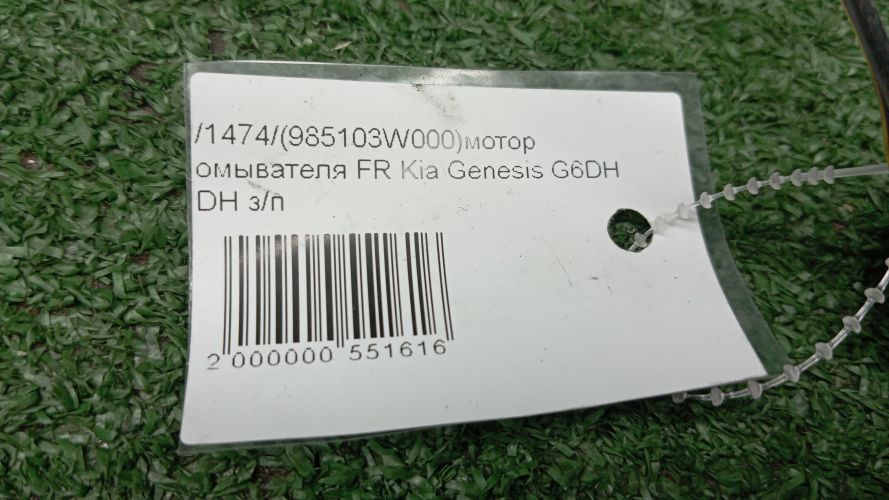 /1474/(985103W000)мотор
омывателя FR Kia Genesis G6DH
DH з/п
2 000000 551616